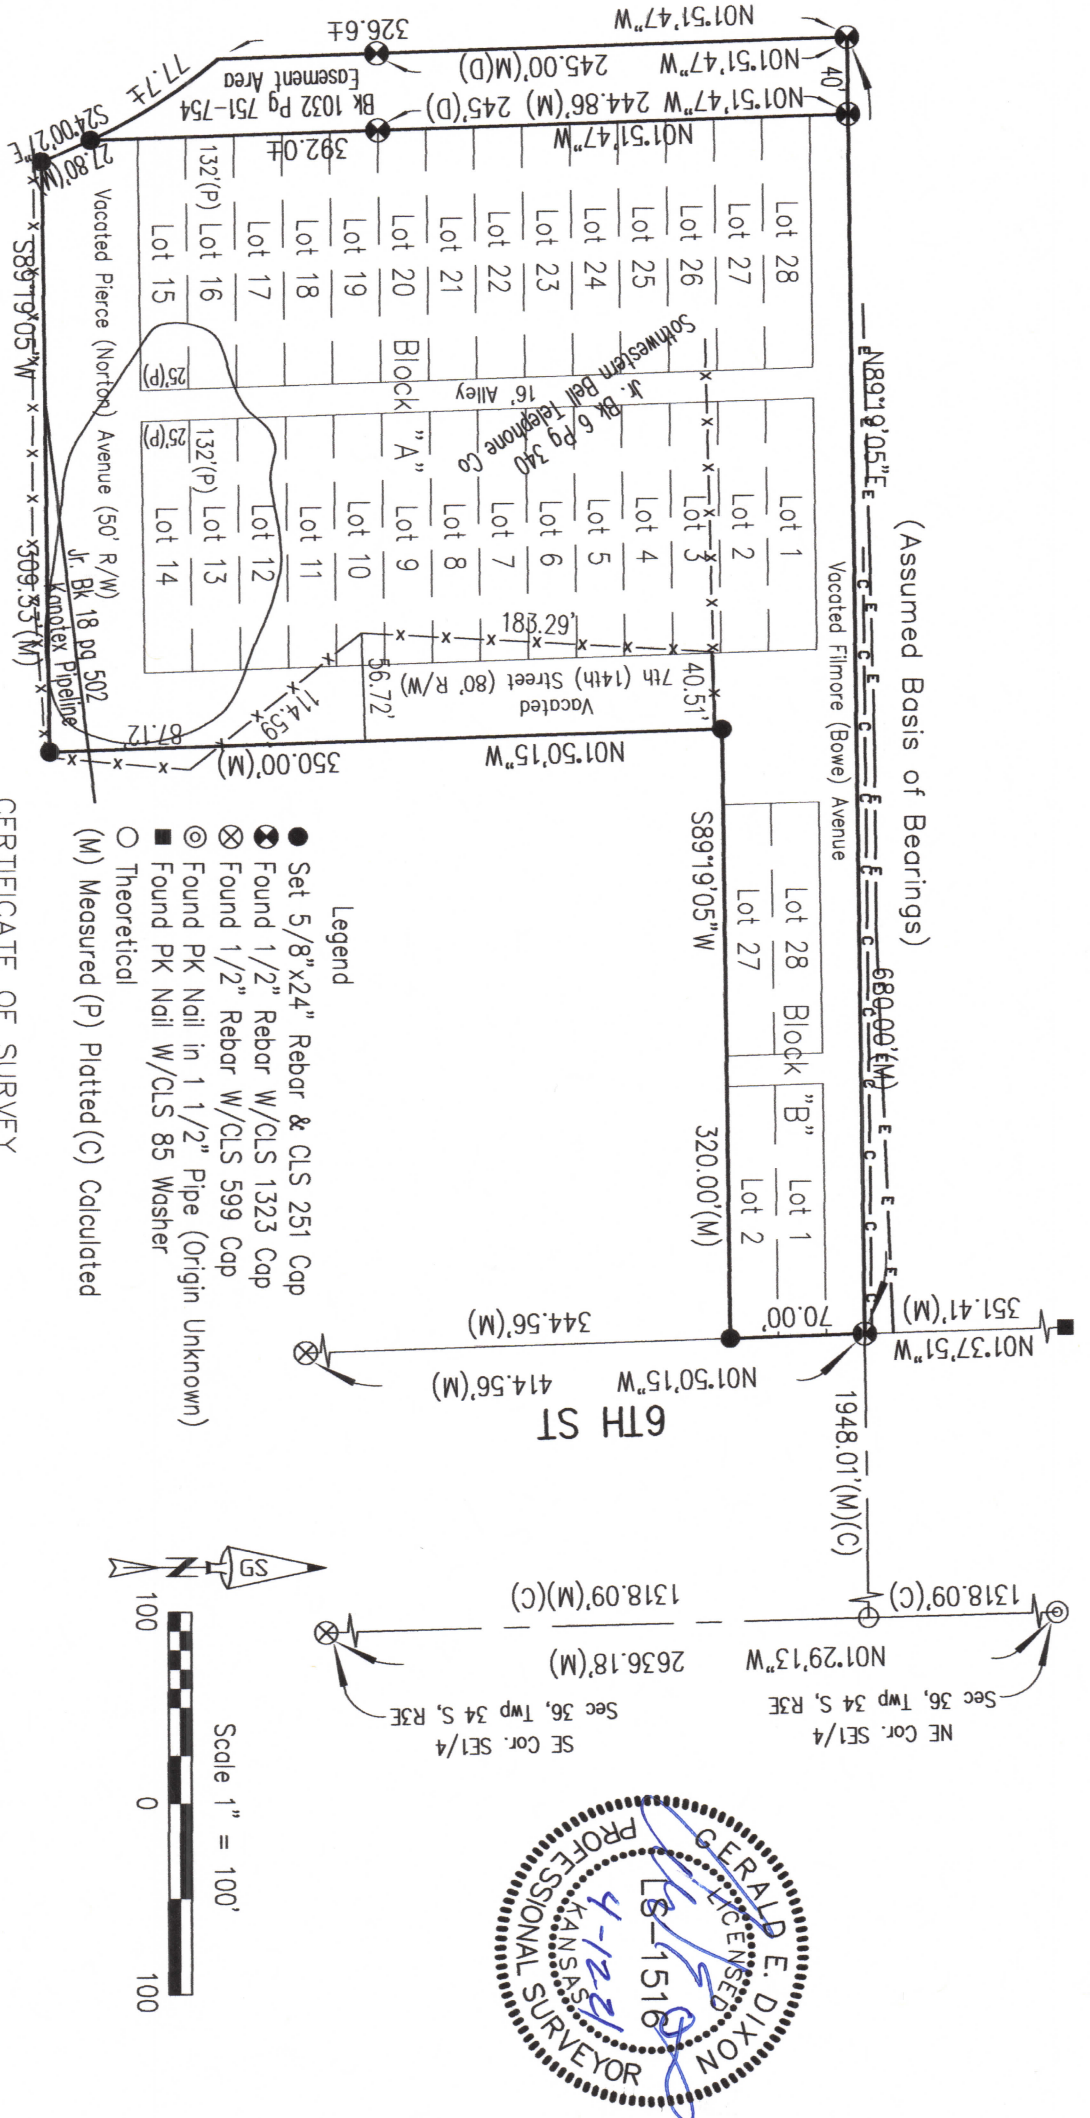 (Assumed Basis of Bearings)
N89°19'05"E
680.00'(M)
1948.01'(M)(C)
N01°51'47"W
326.6±
N01°51'47"W 245.00'(M)(D)
40'
N01°51'47"W 244.86'(M) 245'(D)
N01°51'47"W
392.0±
Bk 1032 Pg 751-754
Easement Area
77.7±
S24°00'27"E
27.80'(M)
S89°19'05"W
309.33'(M)
Vacated Filmore (Bowe) Avenue
Lot 28
Lot 27
Lot 26
Lot 25
Lot 24
Lot 23
Lot 22
Lot 21
Lot 20
Lot 19
Lot 18
Lot 17
132'(P) Lot 16
Lot 15
25'(P)
Block "A"
16' Alley
Sothwestern Bell Telephone Co
Jr. Bk 6 Pg 340
Lot 1
Lot 2
Lot 3
Lot 4
Lot 5
Lot 6
Lot 7
Lot 8
Lot 9
Lot 10
Lot 11
Lot 12
132'(P) Lot 13
Lot 14
25'(P)
Vacated Pierce (Norton) Avenue (50' R/W)
Jr. Bk 18 pg 502
Kanotex Pipeline
183.29'
56.72'
40.51'
114.59
87.12
Vacated
7th (14th) Street (80' R/W)
N01°50'15"W
350.00'(M)
Lot 28 Block "B" Lot 1
Lot 27
Lot 2
S89°19'05"W
320.00'(M)
70.00'
344.56'(M)
N01°50'15"W 414.56'(M)
6TH ST
N01°37'51"W
351.41'(M)
1318.09'(C)
1318.09'(M)(C)
N01°29'13"W 2636.18'(M)
NE Cor. SE1/4
Sec 36, Twp 34 S, R3E
SE Cor. SE1/4
Sec 36, Twp 34 S, R3E
Legend
Set 5/8"x24" Rebar & CLS 251 Cap
Found 1/2" Rebar W/CLS 1323 Cap
Found 1/2" Rebar W/CLS 599 Cap
Found PK Nail in 1 1/2" Pipe (Origin Unknown)
Found PK Nail W/CLS 85 Washer
Theoretical
(M) Measured (P) Platted (C) Calculated
GS
N
Scale 1" = 100'
100 0 100
GERALD E. DIXON
LICENSED
LS-1516
4-12-21
KANSAS
PROFESSIONAL SURVEYOR
CERTIFICATE OF SURVEY